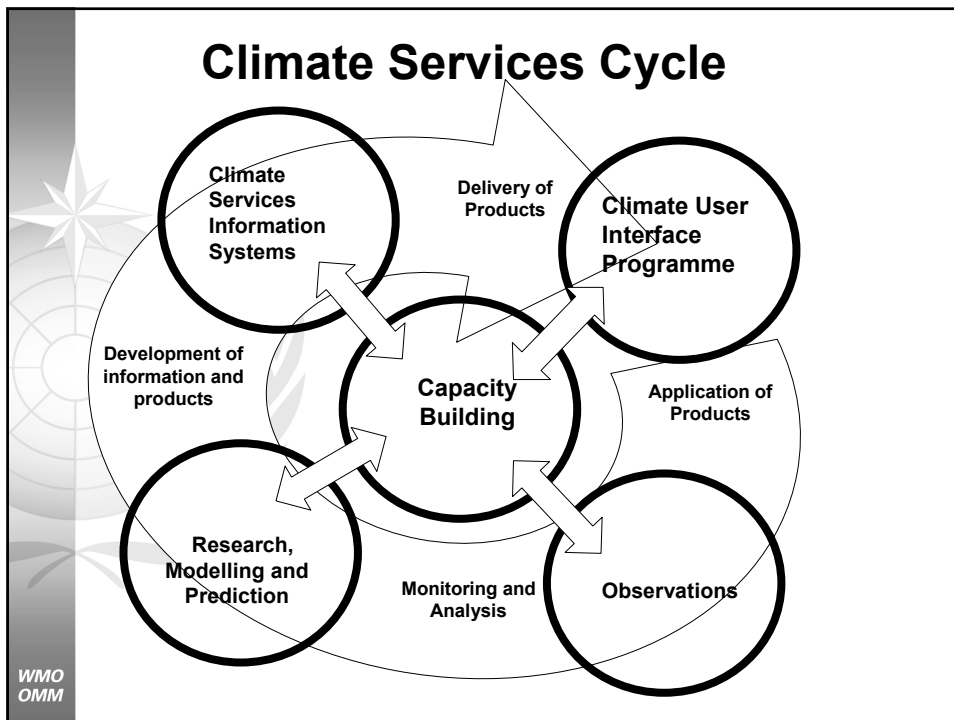 Climate Services Cycle
Climate
Services
Information
Systems
Delivery of
Products
Climate User
Interface
Programme
Development of
information and
products
Capacity
Building
Application of
Products
Research,
Modelling and
Prediction
Monitoring and
Analysis
Observations
WMO
OMM